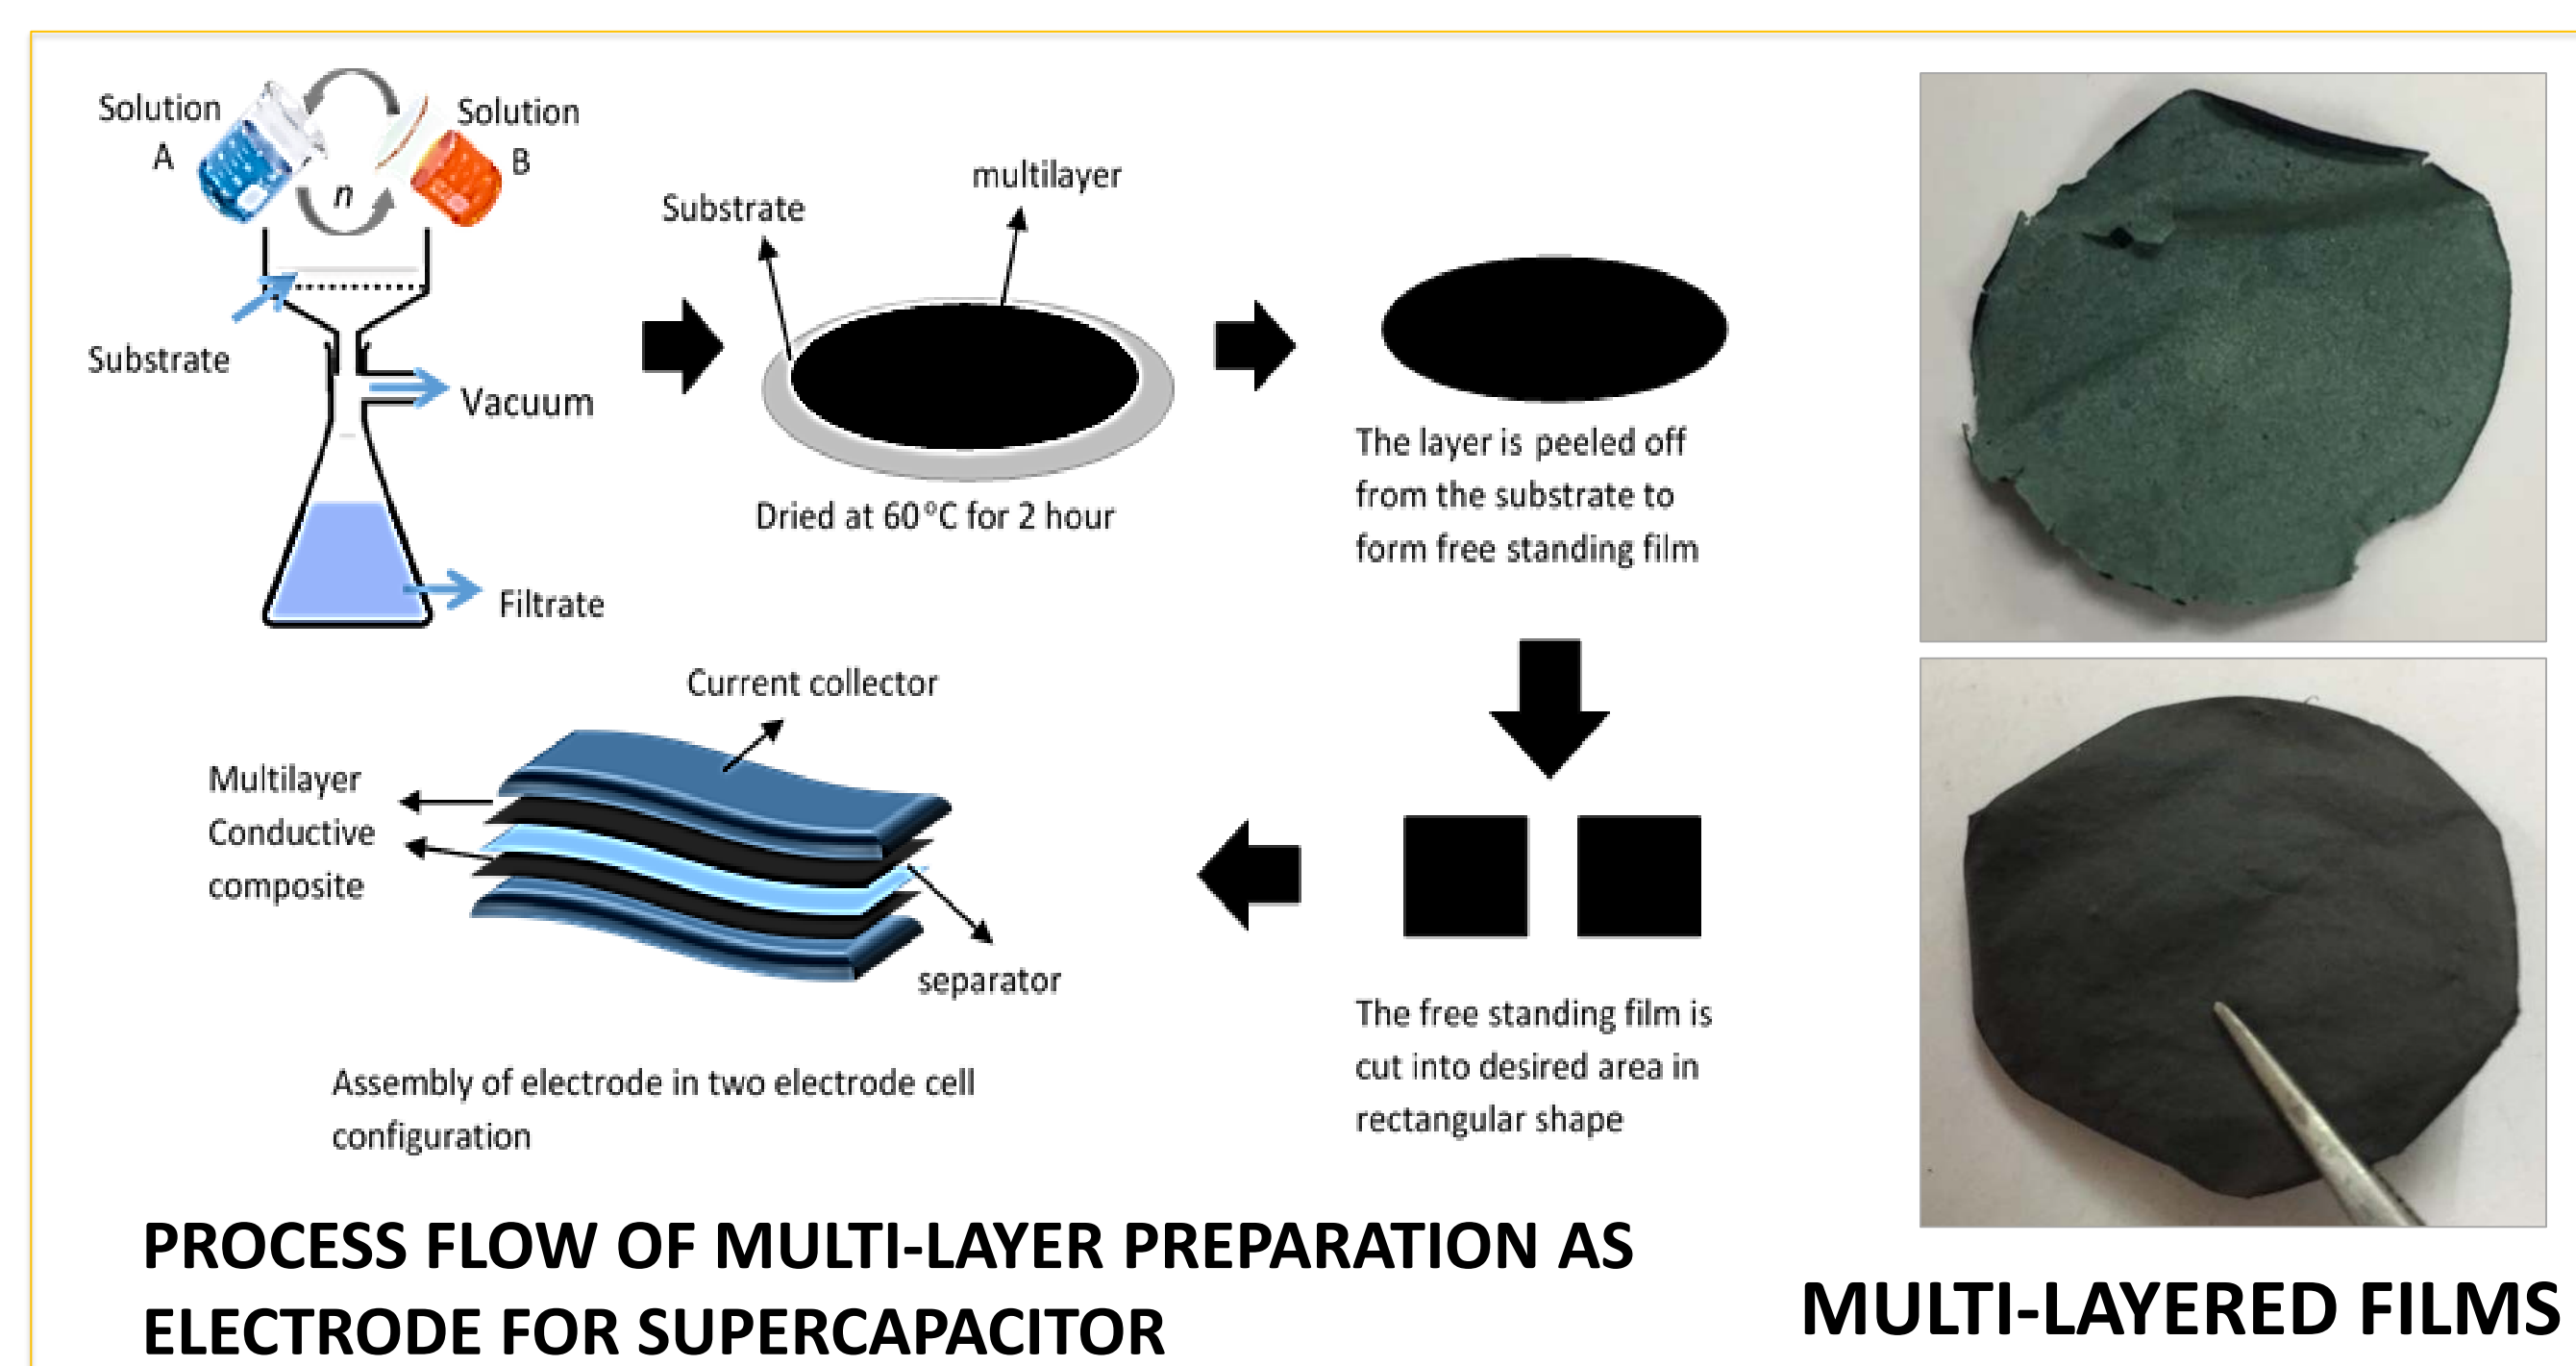 Solution
A
Solution
B
n
Substrate
Vacuum
Filtrate
Substrate
multilayer
Dried at 60°C for 2 hour
The layer is peeled off
from the substrate to
form free standing film
The free standing film is
cut into desired area in
rectangular shape
Current collector
Multilayer
Conductive
composite
separator
Assembly of electrode in two electrode cell
configuration
PROCESS FLOW OF MULTI-LAYER PREPARATION AS
ELECTRODE FOR SUPERCAPACITOR
MULTI-LAYERED FILMS